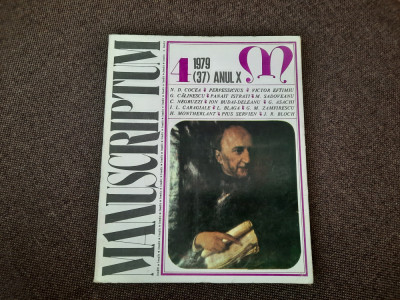 MANUSCRIPTUM
4 1979
(37) ANUL X
M
N. D. COCEA PERPESSICIUS VICTOR EFTIMIU
G. CĂLINESCU PANAIT ISTRATI M. SADOVEANU
C. NEGRUZZI ION BUDAI-DELEANU G. ASACHI
I. L. CARAGIALE L. BLAGA G. M. ZAMFIRESCU
H. MONTHERLANT PIUS SERVIEN J. R. BLOCH